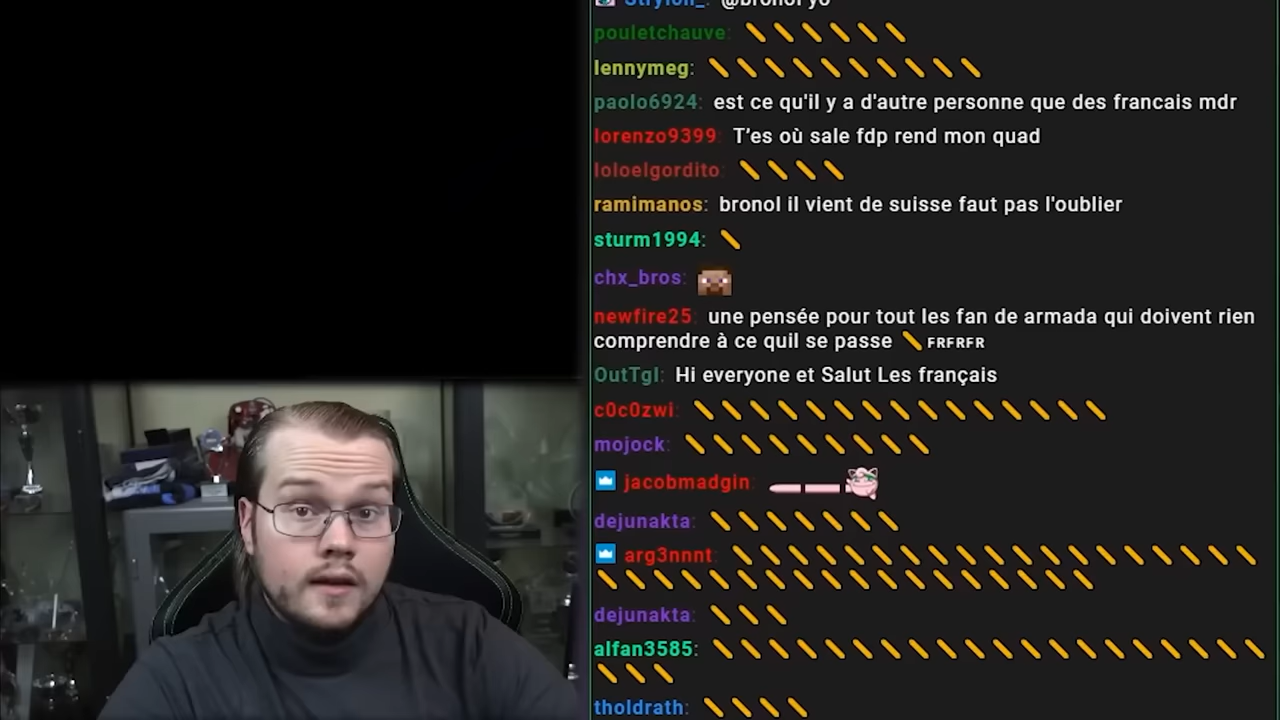 Strylon_: @bronol yo
pouletchauve:
lennymeg:
paolo6924: est ce qu'il y a d'autre personne que des francais mdr
lorenzo9399 T’es où sale fdp rend mon quad
loloelgordito:
ramimanos: bronol il vient de suisse faut pas l'oublier
sturm1994:
chx_bros:
newfire25 une pensée pour tout les fan de armada qui doivent rien
comprendre à ce quil se passe FRFRFR
OutTgl: Hi everyone et Salut Les français
c0c0zwi:
mojock:
jacobmadgin
dejunakta:
arg3nnnt:
dejunakta:
alfan3585:
tholdrath: